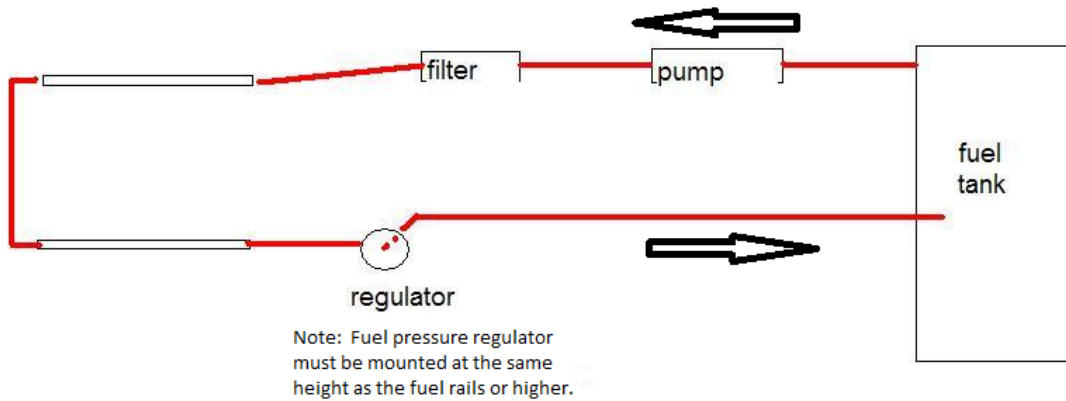 filter
pump
fuel
tank
regulator
Note:  Fuel pressure regulator
must be mounted at the same
height as the fuel rails or higher.